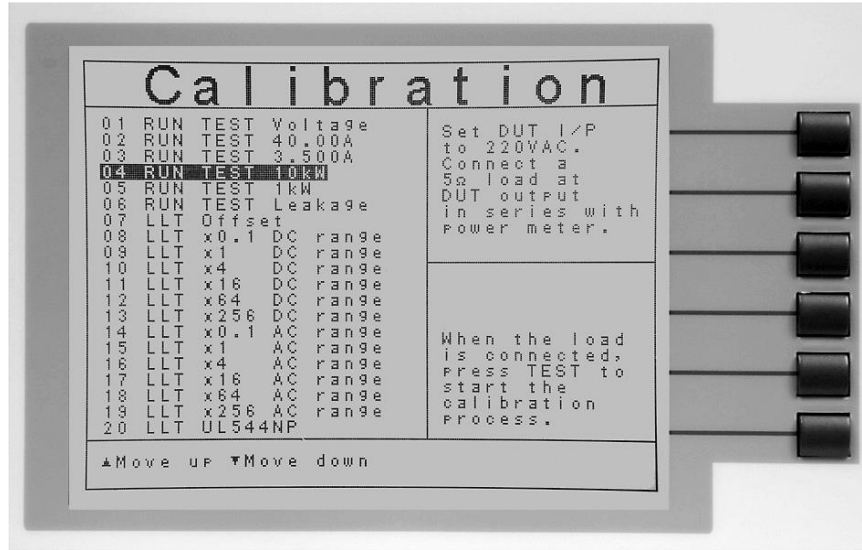 Calibration
01 RUN TEST Voltage
02 RUN TEST 40.00A
03 RUN TEST 3.500A
04 RUN TEST 10kW
05 RUN TEST 1kW
06 RUN TEST Leakage
07 LLT Offset
08 LLT x0.1 DC range
09 LLT x1 DC range
10 LLT x4 DC range
11 LLT x16 DC range
12 LLT x64 DC range
13 LLT x256 DC range
14 LLT x0.1 AC range
15 LLT x1 AC range
16 LLT x4 AC range
17 LLT x16 AC range
18 LLT x64 AC range
19 LLT x256 AC range
20 LLT UL544NP
Set DUT I/P
to 220VAC.
Connect a
5Ω load at
DUT output
in series with
power meter.
When the load
is connected,
press TEST to
start the
calibration
process.
▲Move up ▼Move down